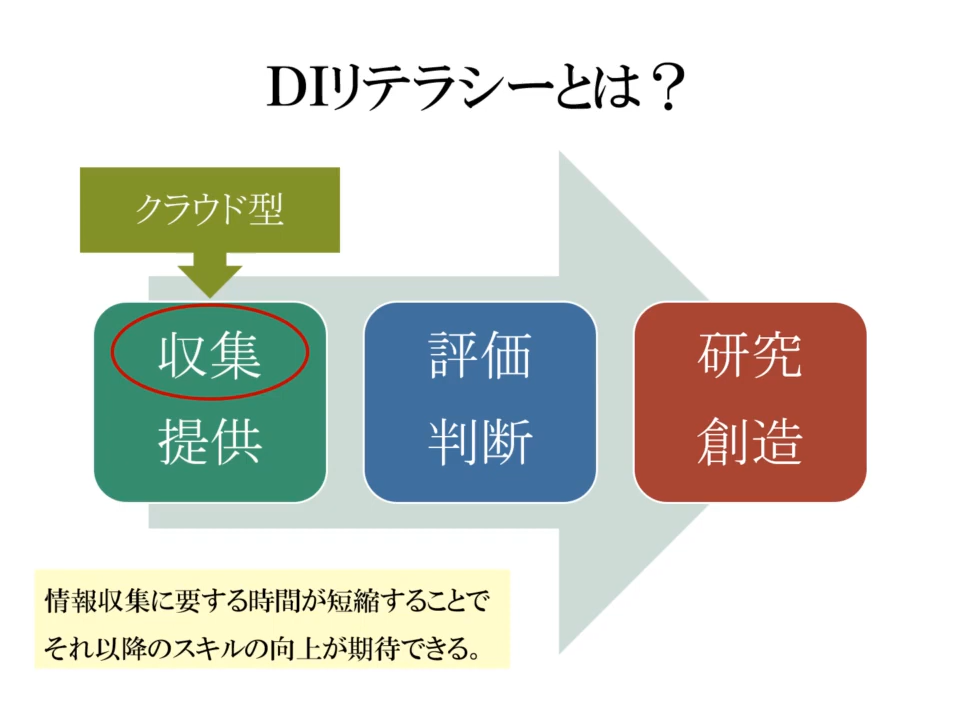 DIリテラシーとは？
クラウド型
収集
提供
評価
判断
研究
創造
情報収集に要する時間が短縮することで
それ以降のスキルの向上が期待できる。